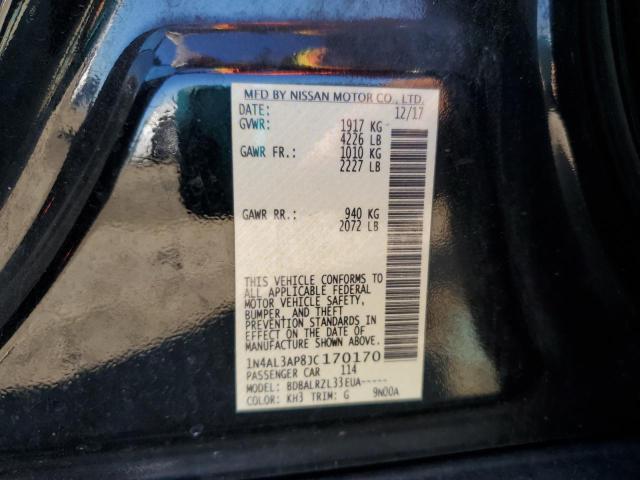 MFD BY NISSAN MOTOR CO., LTD.
DATE: 12/17
GVWR: 1917 KG
4226 LB
GAWR FR.: 1010 KG
2227 LB
GAWR RR.: 940 KG
2072 LB
THIS VEHICLE CONFORMS TO
ALL APPLICABLE FEDERAL
MOTOR VEHICLE SAFETY,
BUMPER, AND THEFT
PREVENTION STANDARDS IN
EFFECT ON THE DATE OF
MANUFACTURE SHOWN ABOVE.
1N4AL3AP8JC170170
PASSENGER CAR 114
MODEL: BDBALRZL33EUA-----
COLOR: KH3 TRIM: G 9N00A